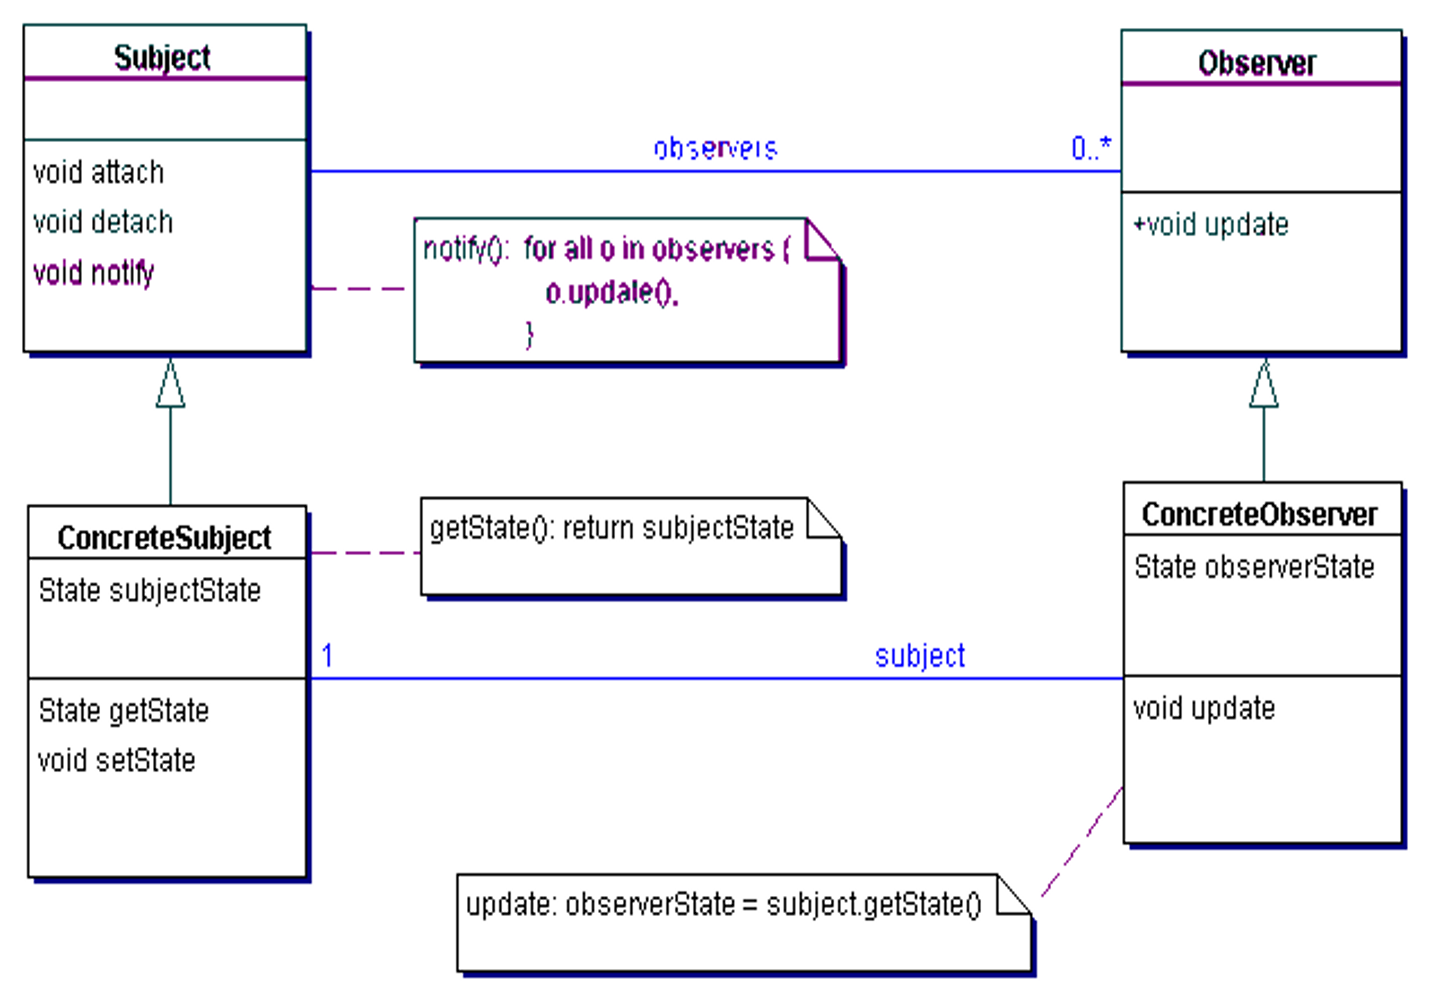 Subject
void attach
void detach
void notify
observers
0..*
Observer
+void update
notify(): for all o in observers {
o.update();
}
ConcreteSubject
State subjectState
State getState
void setState
getState(): return subjectState
1
subject
ConcreteObserver
State observerState
void update
update: observerState = subject.getState()